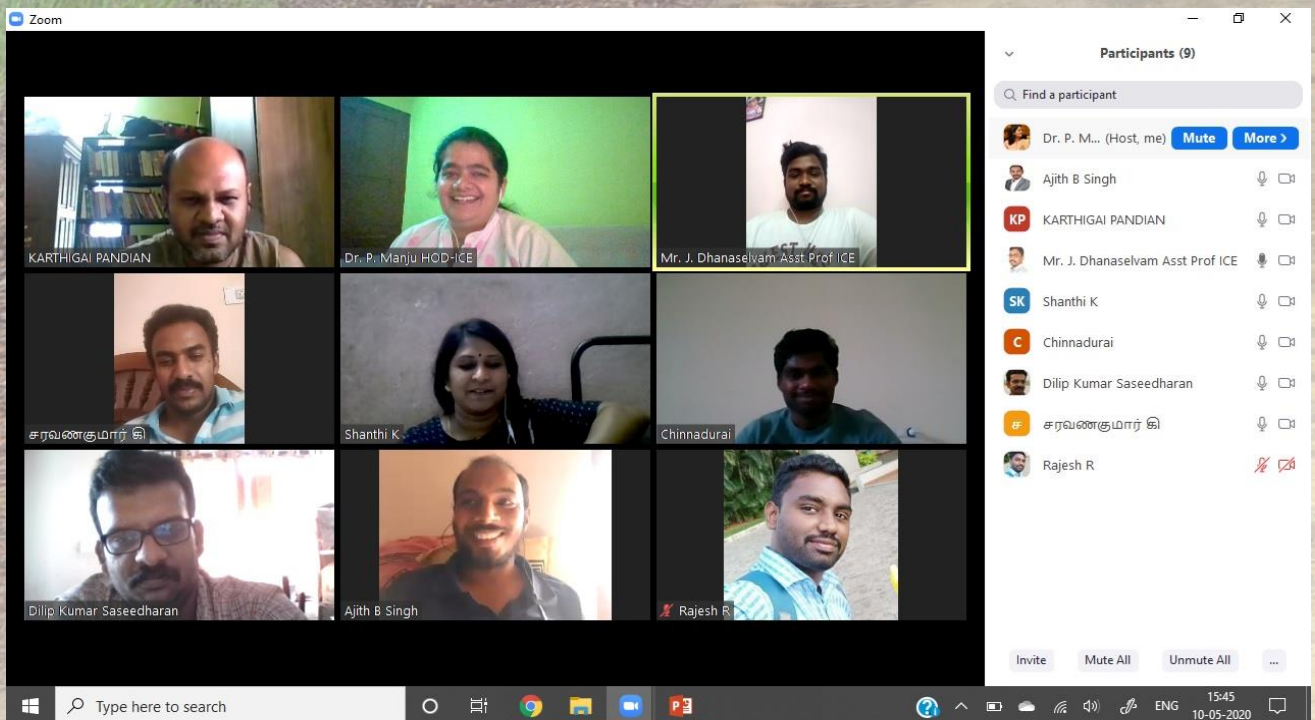 Zoom
KARTHIGAI PANDIAN
Dr. P. Manju HOD-ICE
Mr. J. Dhanaselvam Asst Prof ICE
சரவணகுமார் கி
Shanthi K
Chinnadurai
Dilip Kumar Saseedharan
Ajith B Singh
Rajesh R
Participants (9)
Find a participant
Dr. P. M... (Host, me) Mute More >
Ajith B Singh
KP KARTHIGAI PANDIAN
Mr. J. Dhanaselvam Asst Prof ICE
SK Shanthi K
C Chinnadurai
Dilip Kumar Saseedharan
ச சரவணகுமார் கி
Rajesh R
Invite Mute All Unmute All ...
Type here to search
ENG
15:45
10-05-2020